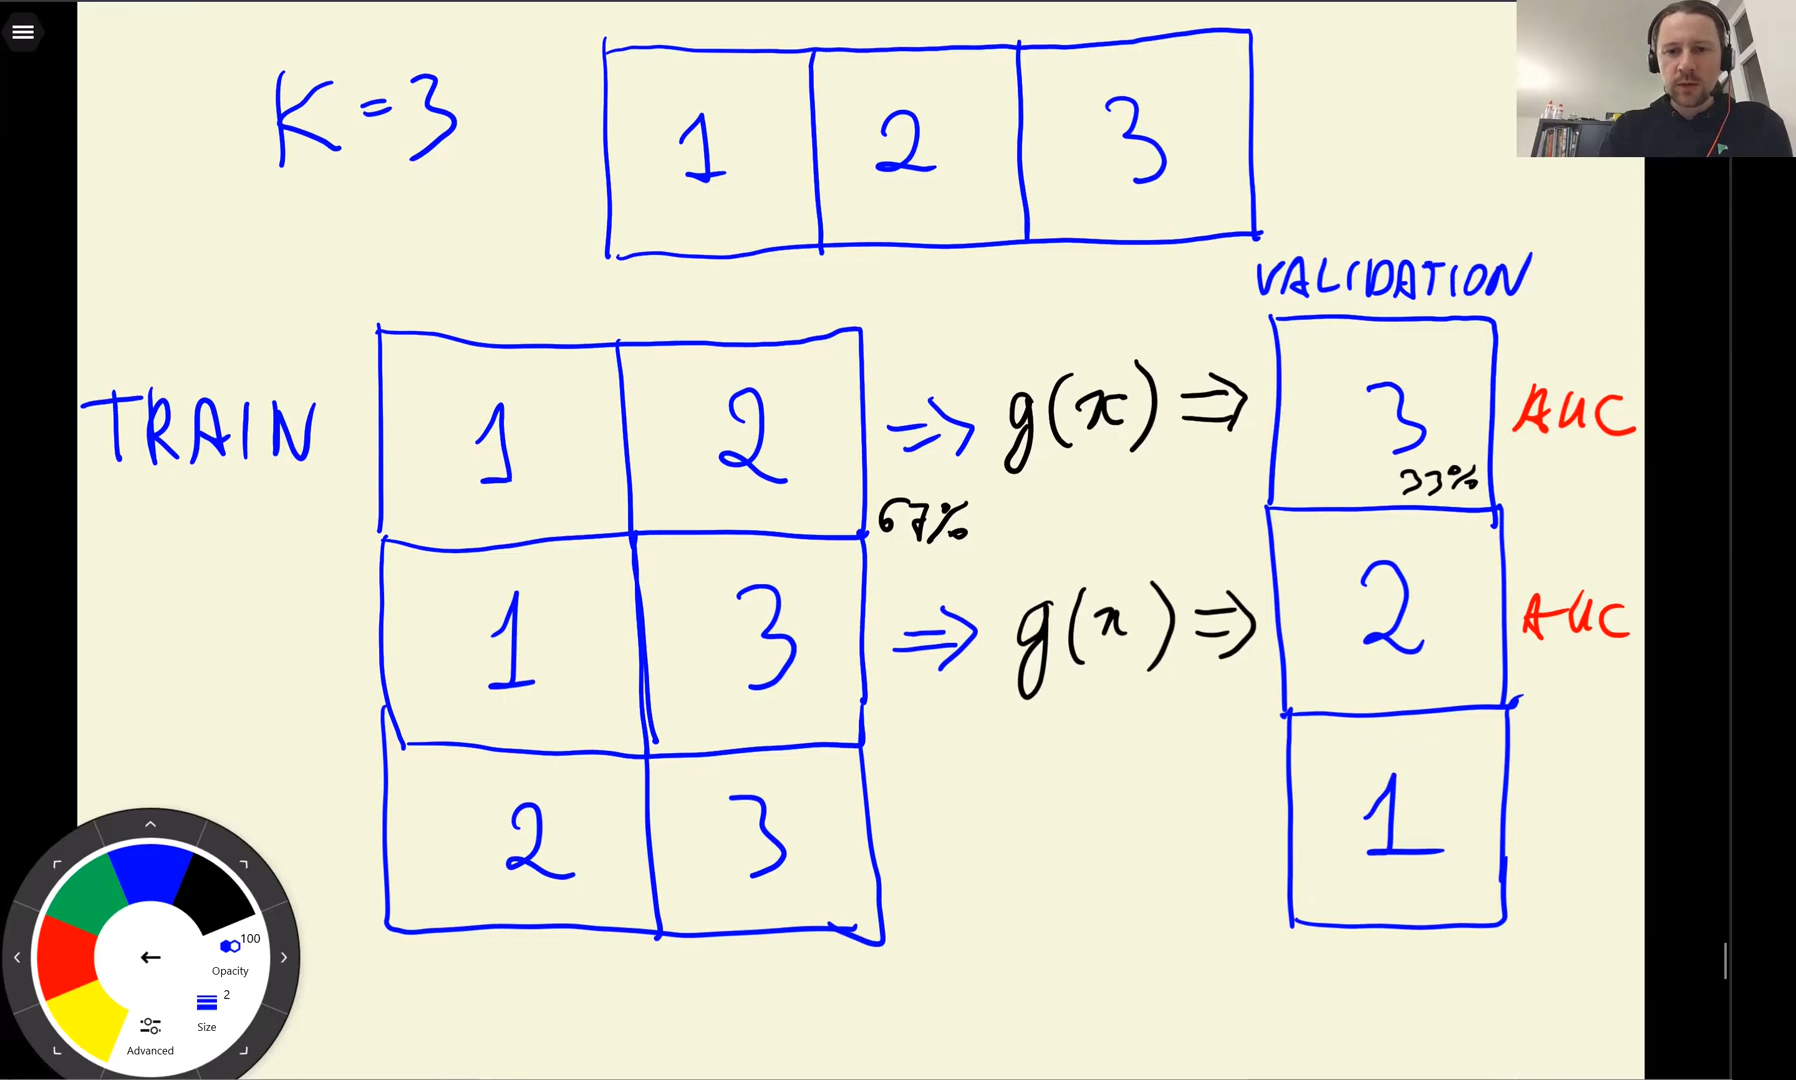 K = 3
1 2 3
VALIDATION
TRAIN 1 2 => g(x) => 3 AUC
67% 33%
1 3 => g(x) => 2 AUC
2 3 1
100
Opacity
2
Size
Advanced